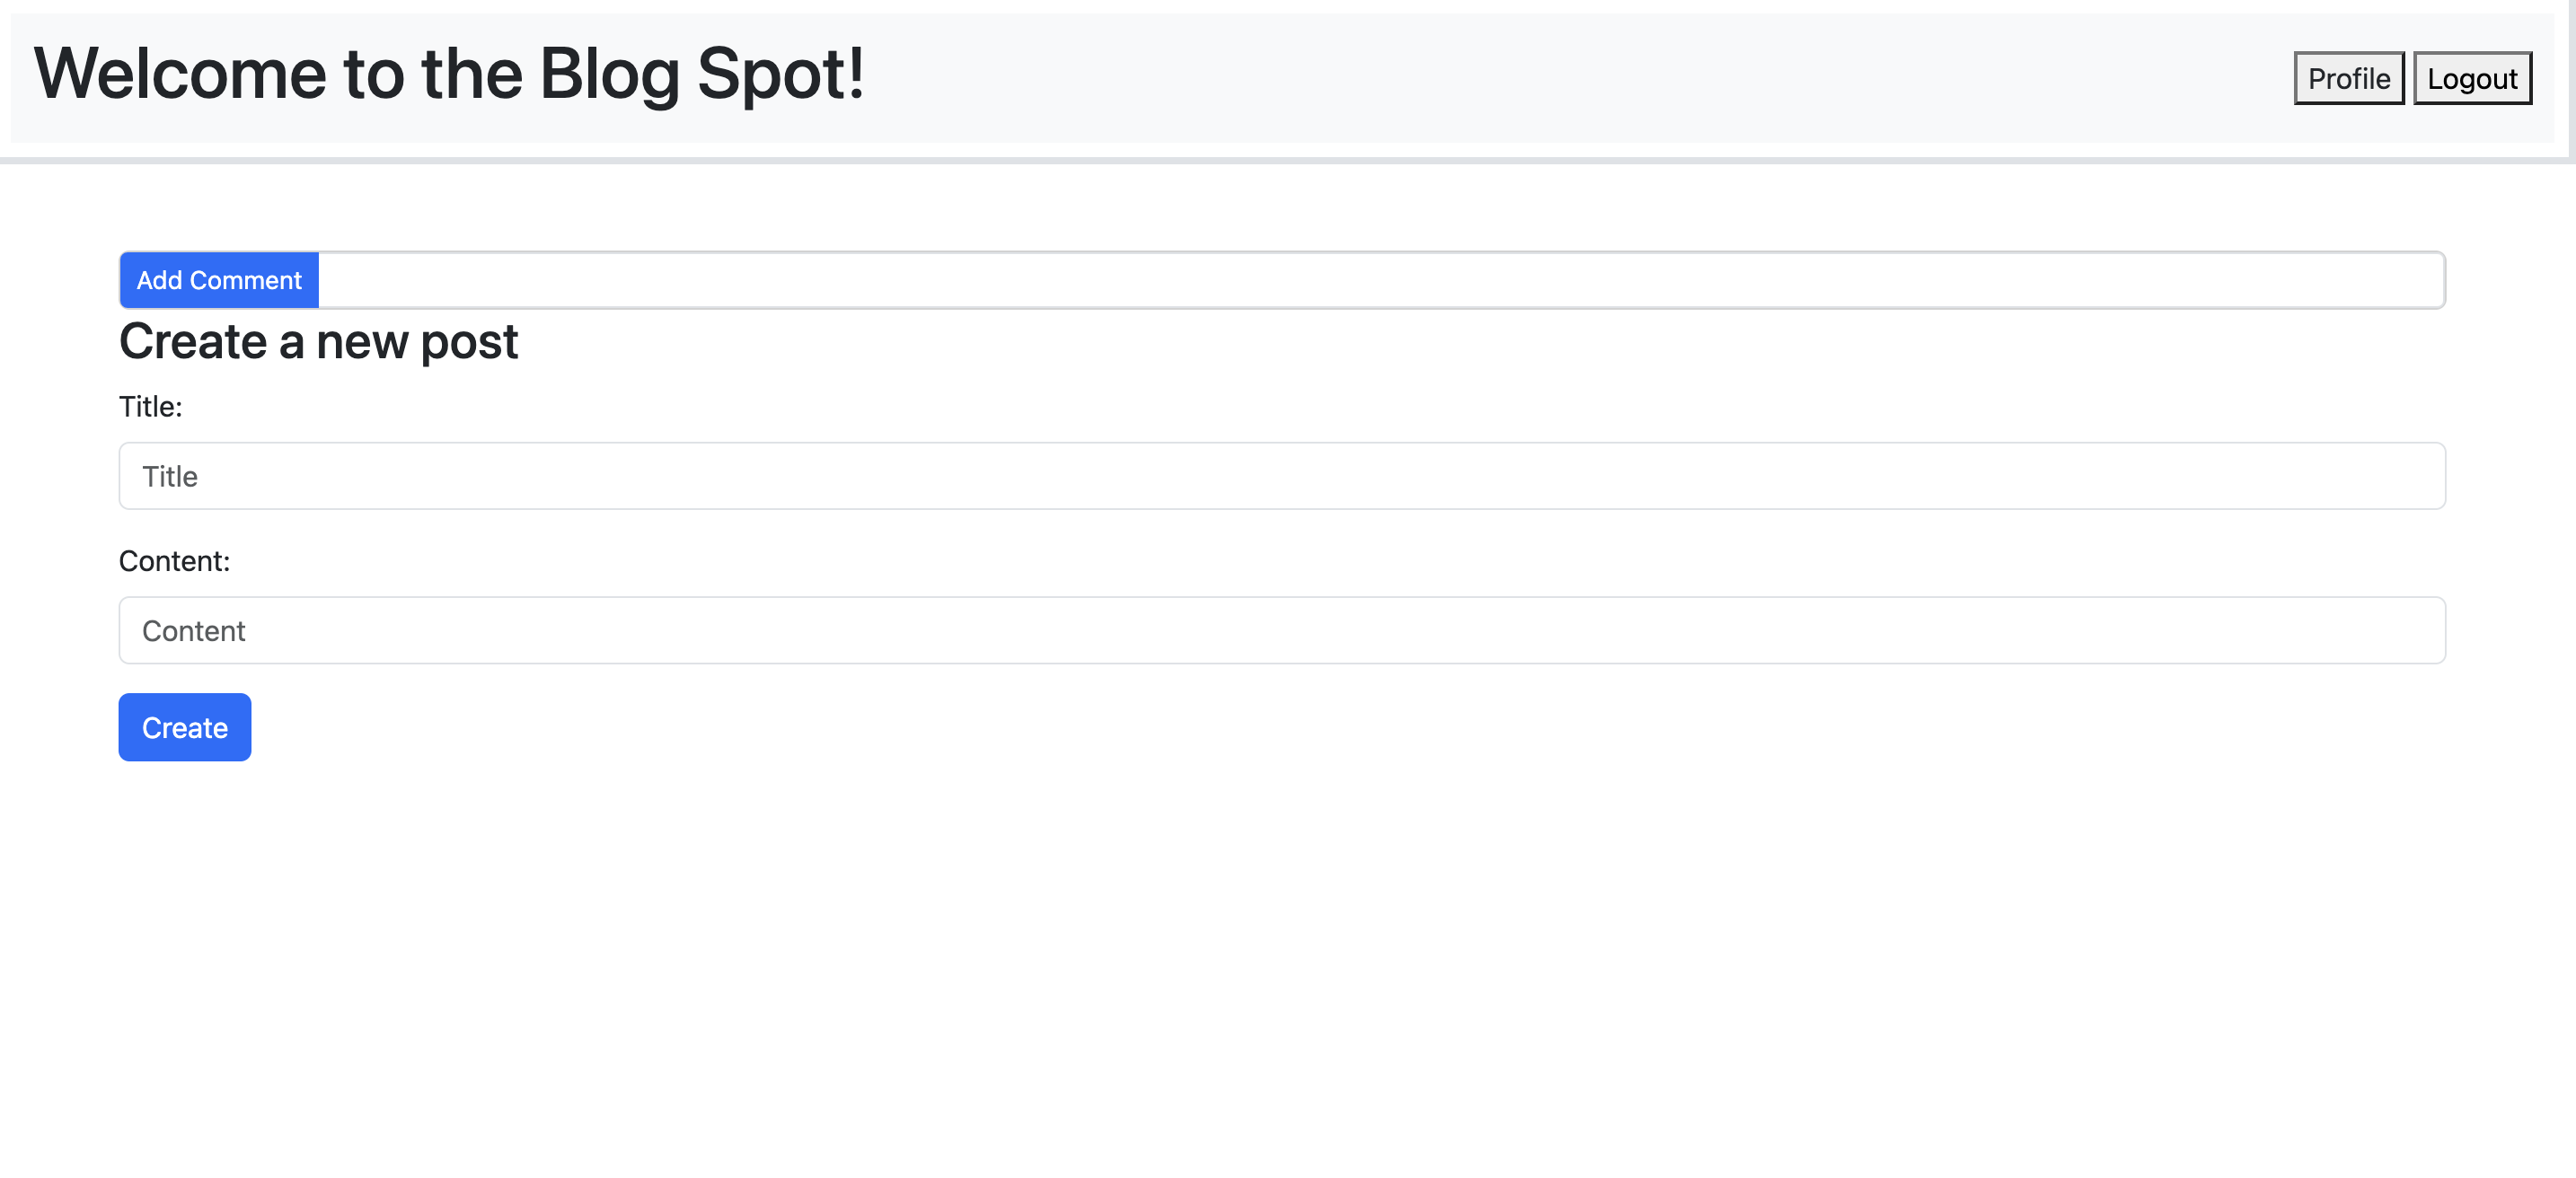 Welcome to the Blog Spot!
Profile Logout
Add Comment
Create a new post
Title:
Title
Content:
Content
Create